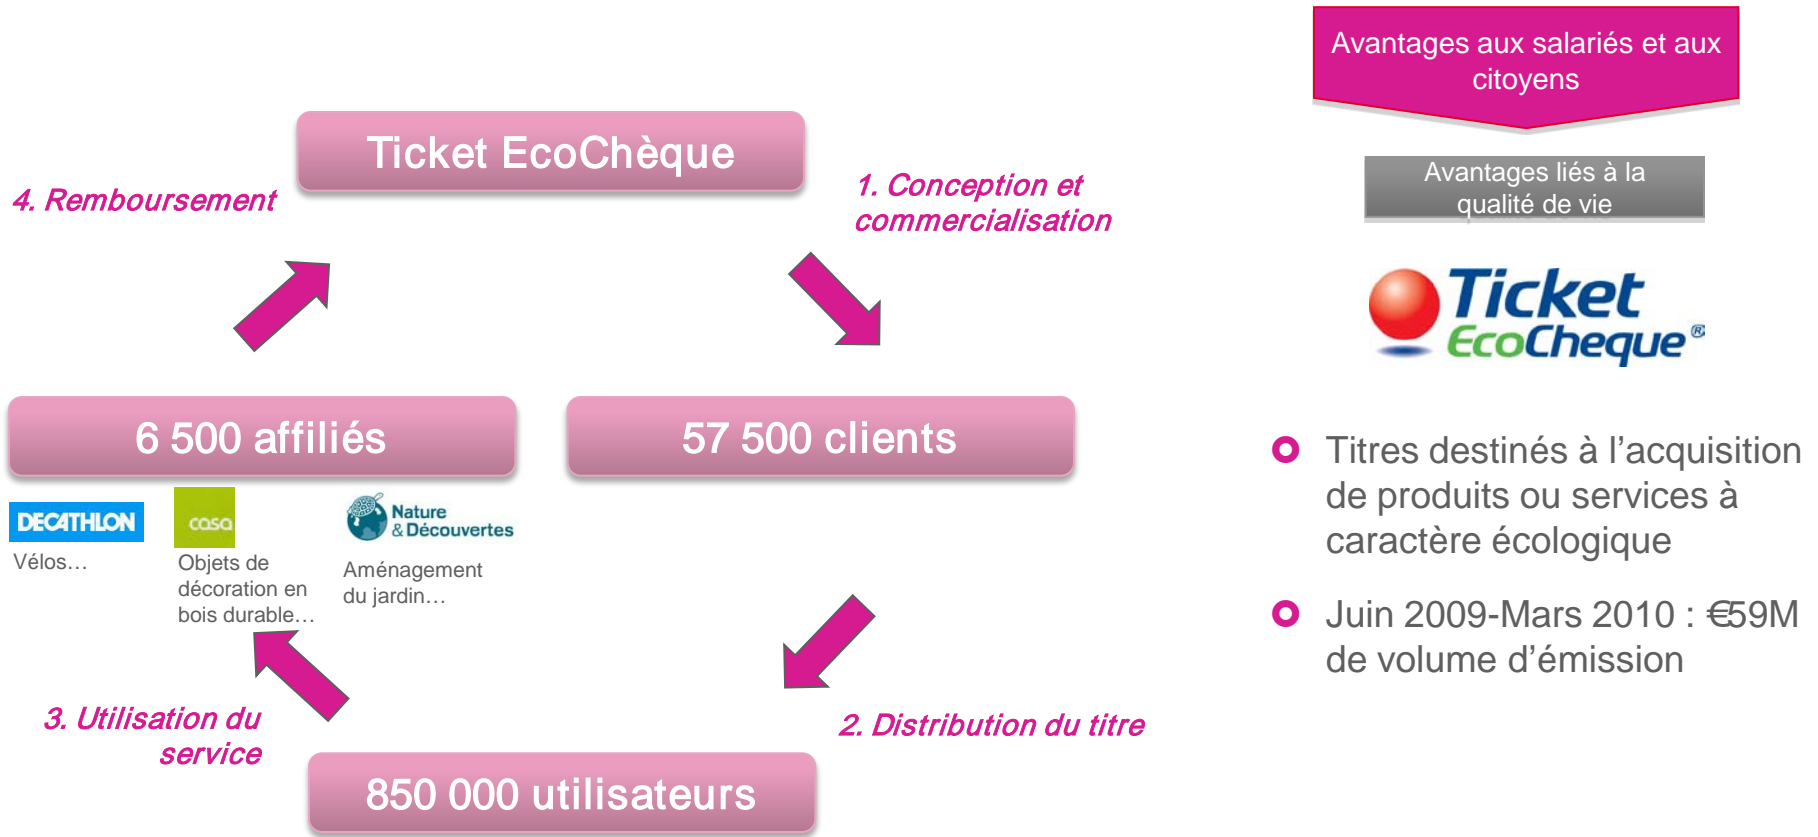 Ticket EcoChèque
4. Remboursement
1. Conception et
commercialisation
6 500 affiliés
57 500 clients
DECATHLON
Vélos…
casa
Objets de
décoration en
bois durable…
Nature
& Découvertes
Aménagement
du jardin…
3. Utilisation du
service
2. Distribution du titre
850 000 utilisateurs
Avantages aux salariés et aux
citoyens
Avantages liés à la
qualité de vie
Ticket
EcoCheque®
Titres destinés à l’acquisition
de produits ou services à
caractère écologique
Juin 2009-Mars 2010 : €59M
de volume d’émission